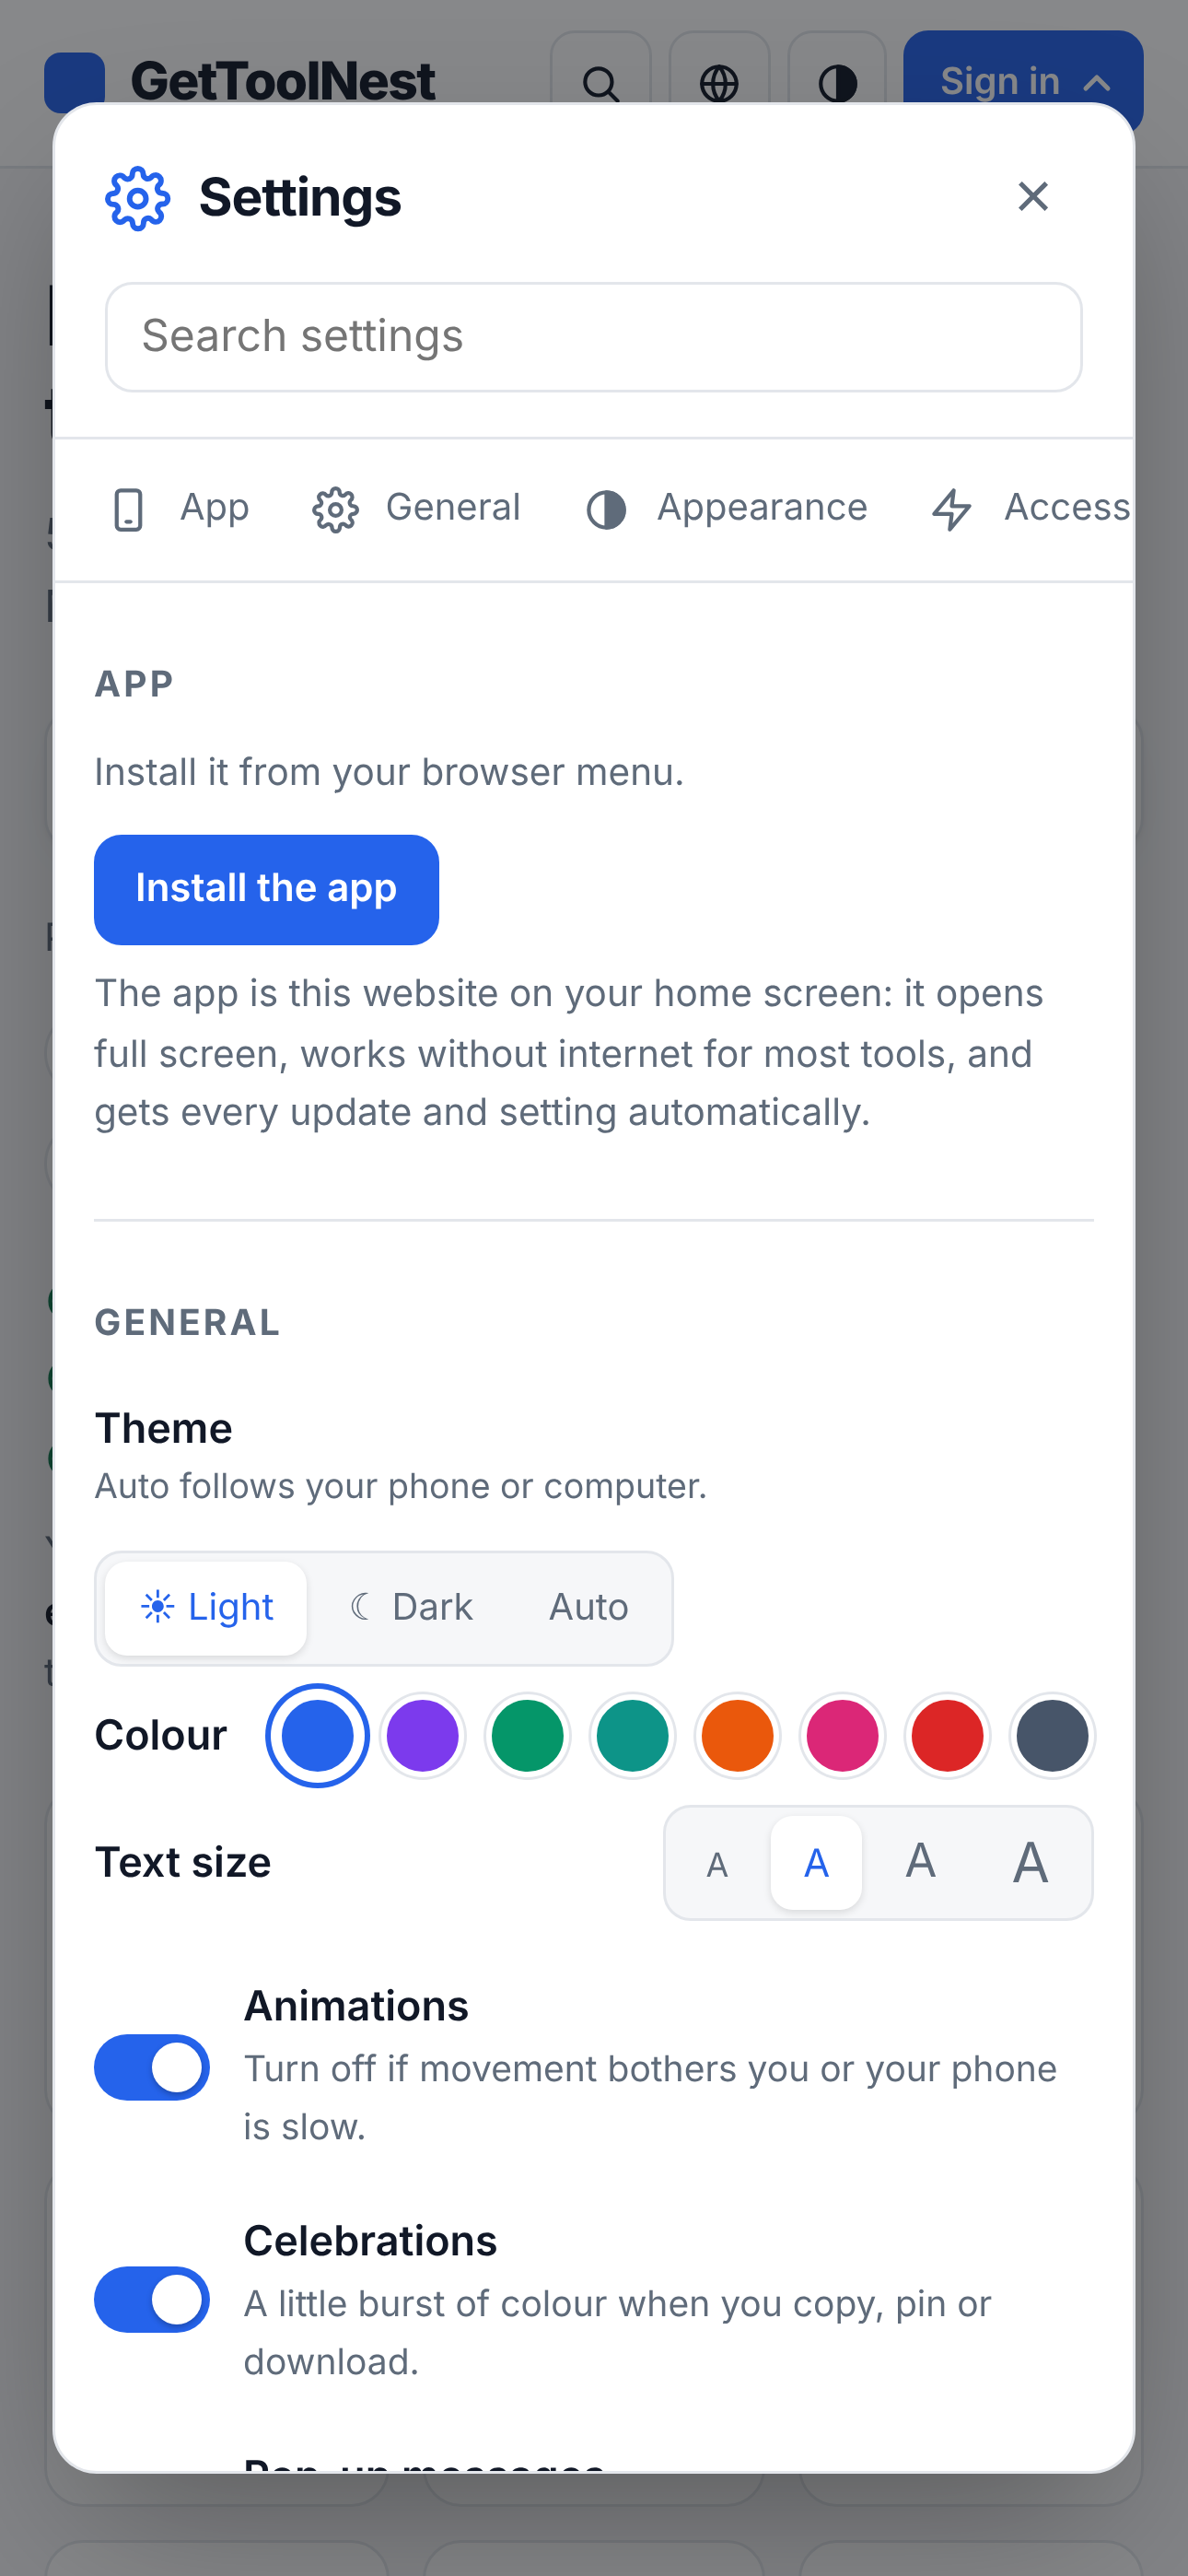 GetToolNest
Sign in
Settings
Search settings
App
General
Appearance
Access
APP
Install it from your browser menu.
Install the app
The app is this website on your home screen: it opens
full screen, works without internet for most tools, and
gets every update and setting automatically.
GENERAL
Theme
Auto follows your phone or computer.
Light
Dark
Auto
Colour
Text size
A
A
A
A
Animations
Turn off if movement bothers you or your phone
is slow.
Celebrations
A little burst of colour when you copy, pin or
download.
Pop-up messages